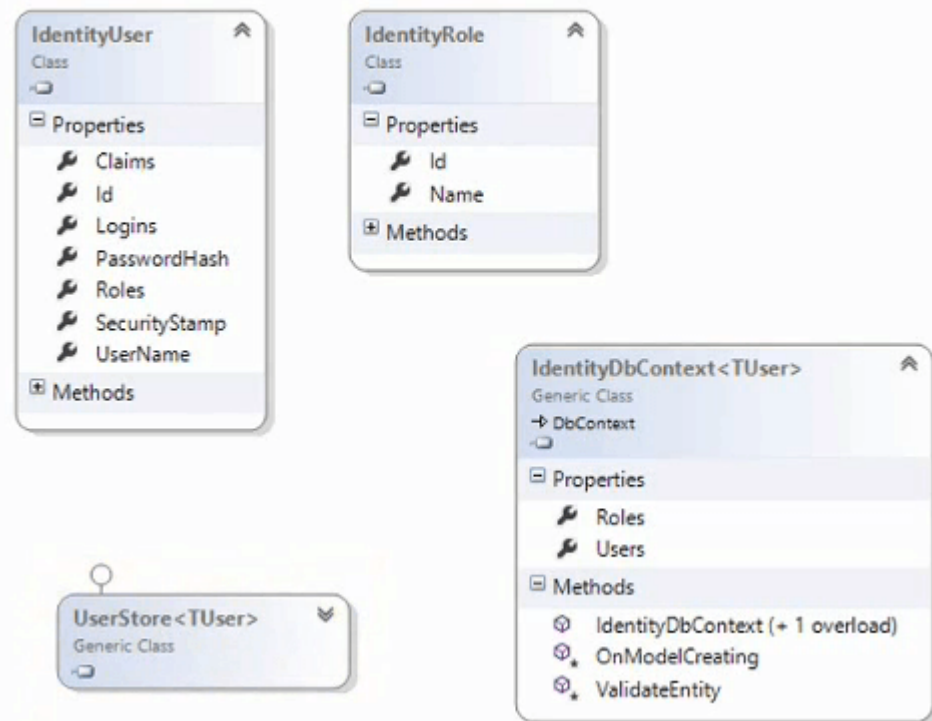 IdentityUser
Class
Properties
Claims
Id
Logins
PasswordHash
Roles
SecurityStamp
UserName
Methods
IdentityRole
Class
Properties
Id
Name
Methods
IdentityDbContext<TUser>
Generic Class
DbContext
Properties
Roles
Users
Methods
IdentityDbContext (+ 1 overload)
OnModelCreating
ValidateEntity
UserStore<TUser>
Generic Class